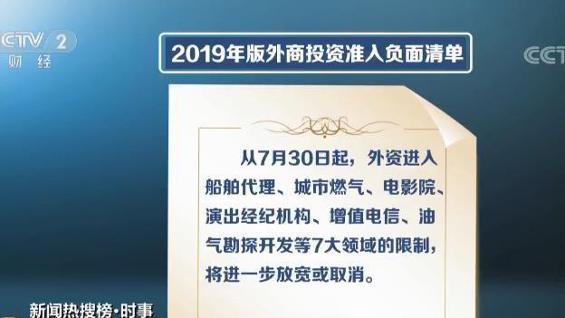 CCTV 2
财 经
CCT
2019年版外商投资准入负面清单
从7月30日起,外资进入
船舶代理、城市燃气、电影院、
演出经纪机构、增值电信、油
气勘探开发等7大领域的限制,
将进一步放宽或取消。
新闻热搜榜·时事